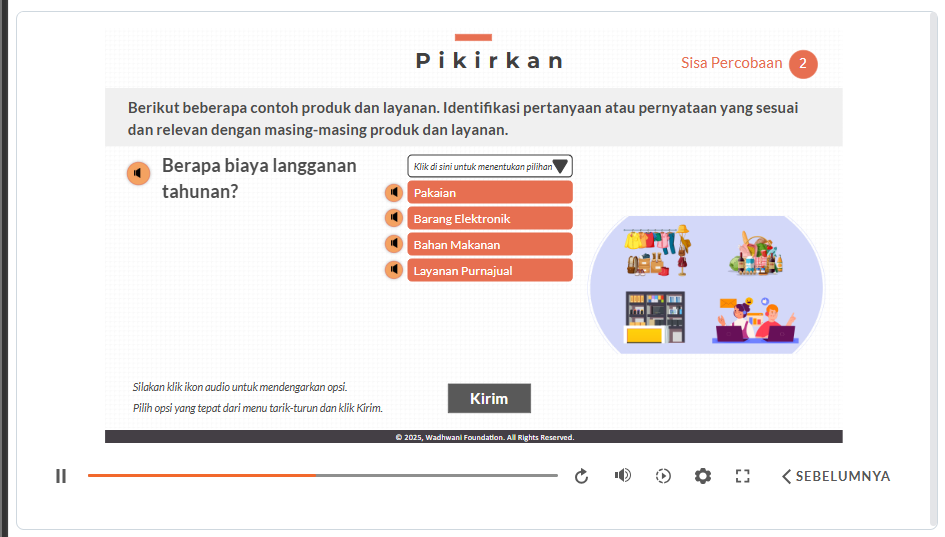 Pikirkan
Sisa Percobaan 2
Berikut beberapa contoh produk dan layanan. Identifikasi pertanyaan atau pernyataan yang sesuai
dan relevan dengan masing-masing produk dan layanan.
Berapa biaya langganan
tahunan?
Klik di sini untuk menentukan pilihan
Pakaian
Barang Elektronik
Bahan Makanan
Layanan Purnajual
Silakan klik ikon audio untuk mendengarkan opsi.
Pilih opsi yang tepat dari menu tarik-turun dan klik Kirim.
Kirim
© 2025, Wadhwani Foundation. All Rights Reserved.
SEBELUMNYA